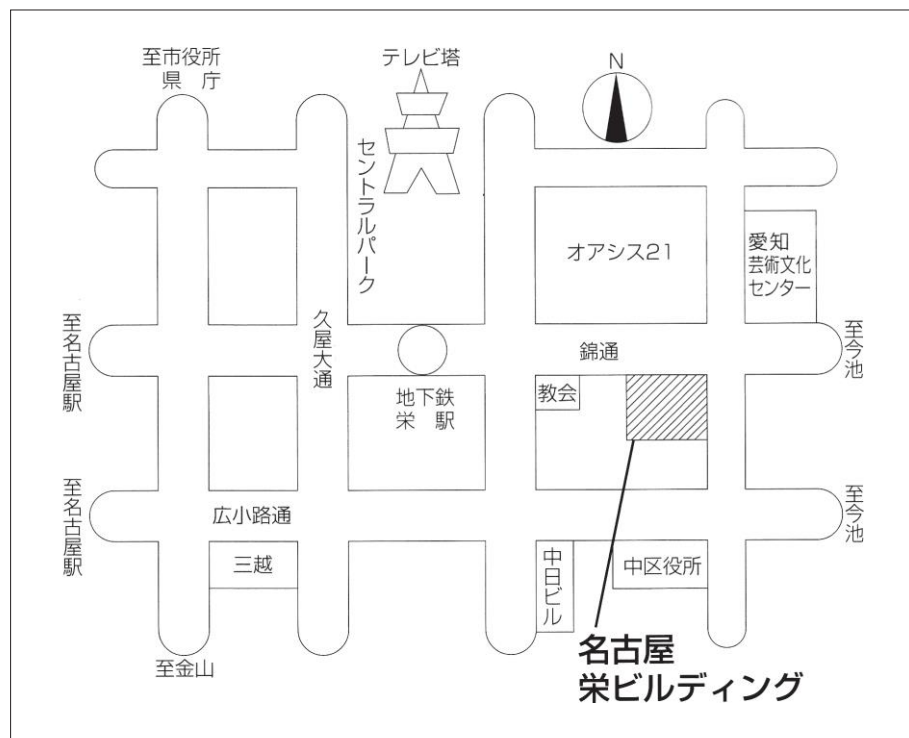 至市役所
県 庁
テレビ塔
N
セントラルパーク
オアシス21
愛知
芸術文化
センター
至名古屋駅
久屋大通
錦通
至今池
地下鉄
栄 駅
教会
至名古屋駅
広小路通
至今池
三越
中日ビル
中区役所
至金山
名古屋
栄ビルディング